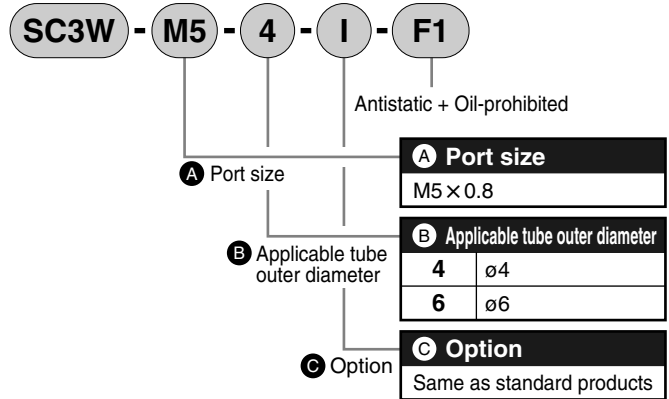 SC3W - M5 - 4 - I - F1
Antistatic + Oil-prohibited
A Port size
A Port size
M5×0.8
B Applicable tube
outer diameter
B Applicable tube outer diameter
4 ø4
6 ø6
C Option
C Option
Same as standard products